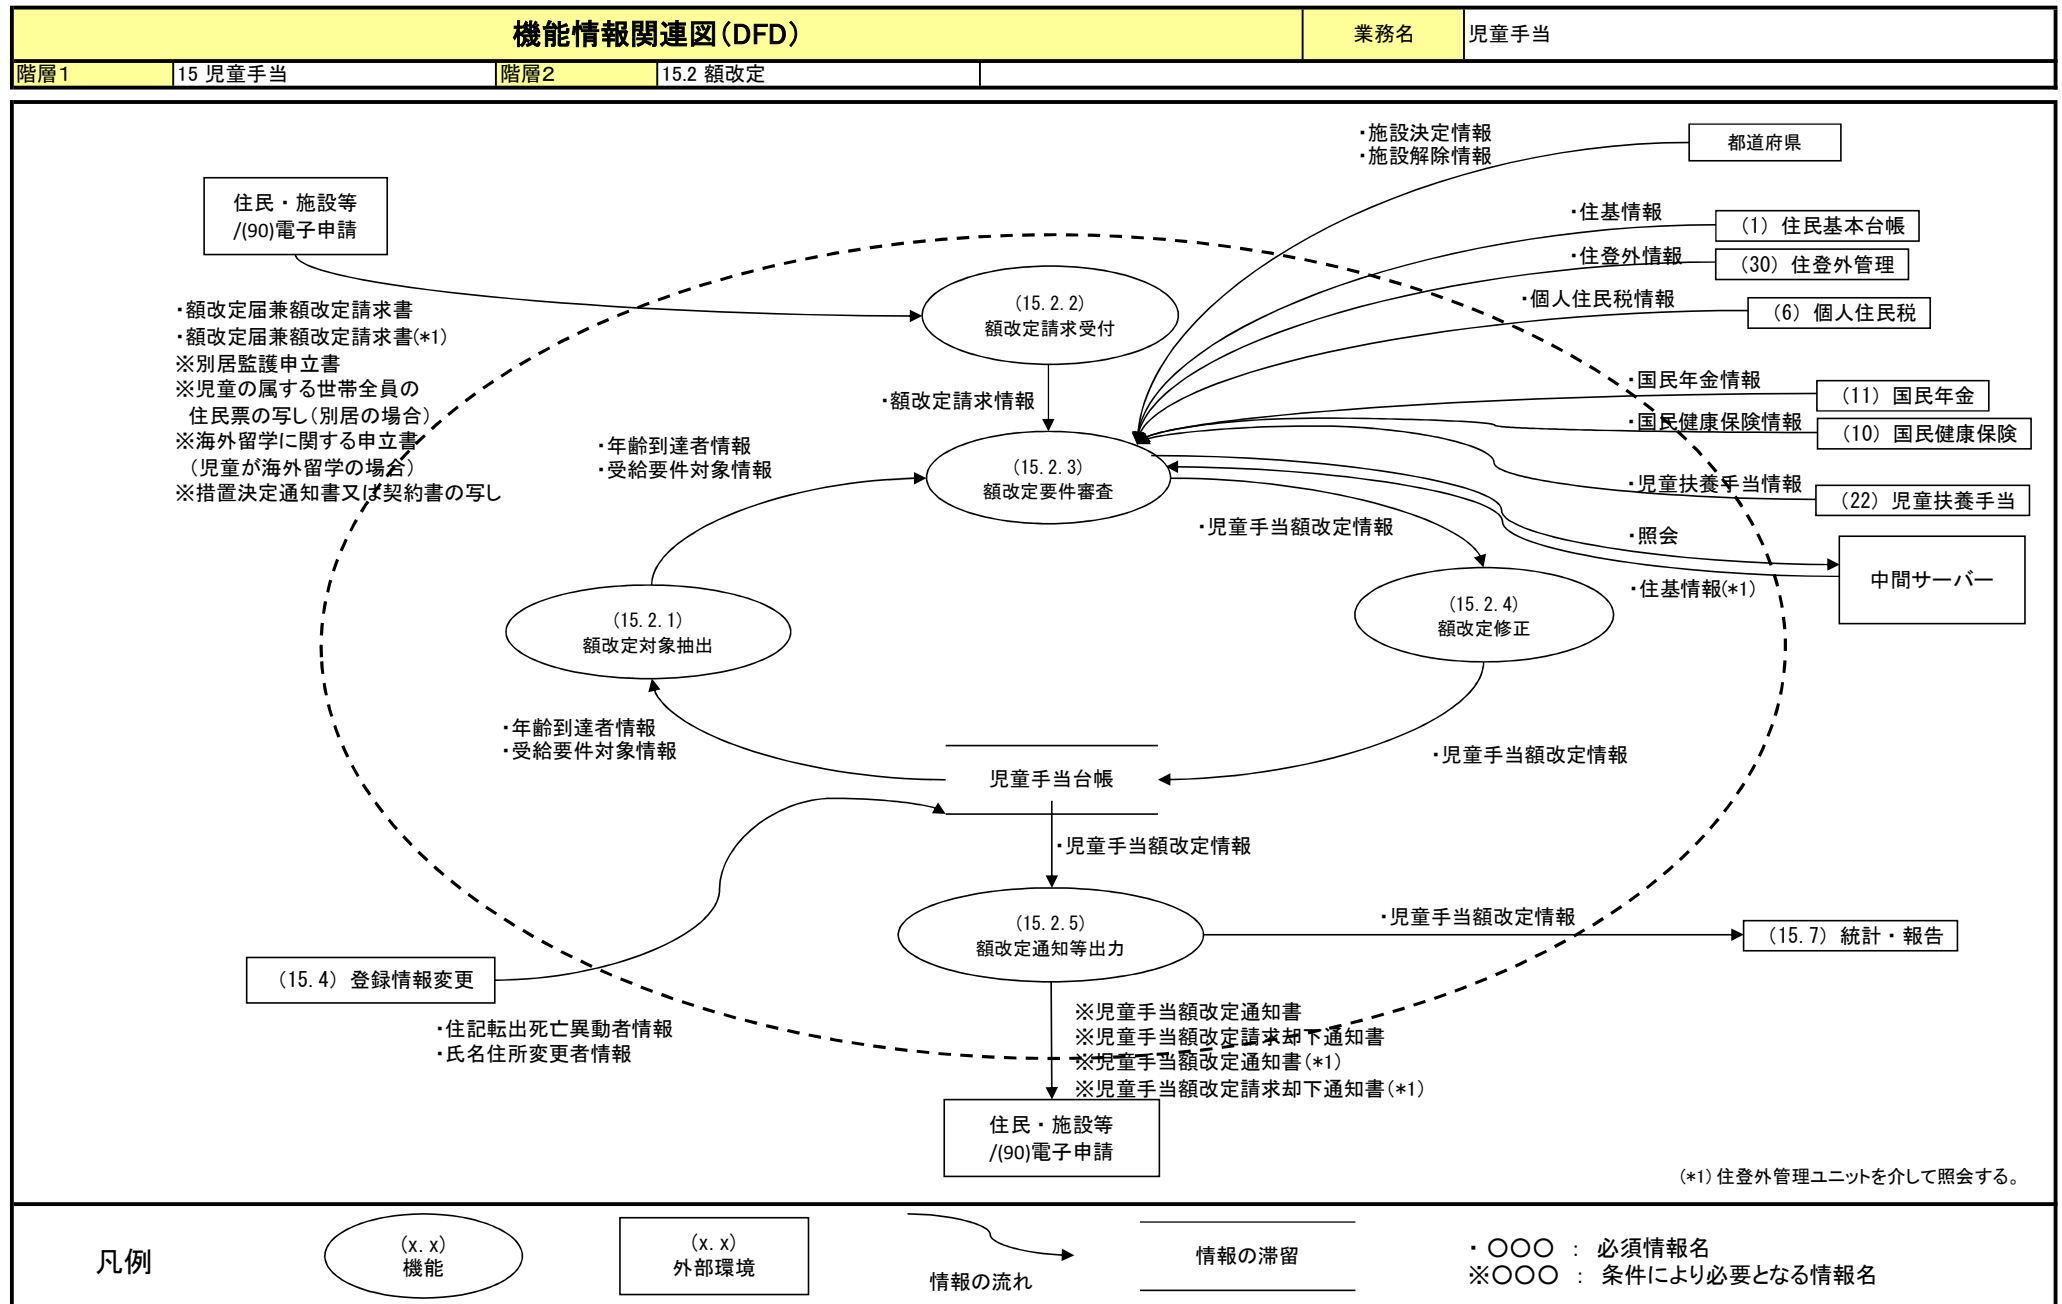 機能情報関連図(DFD)
業務名
児童手当
階層1
15 児童手当
階層2
15.2 額改定
・施設決定情報
・施設解除情報
都道府県
住民・施設等
/(90)電子申請
・住基情報
(1) 住民基本台帳
・住登外情報
(30) 住登外管理
・個人住民税情報
(6) 個人住民税
・額改定届兼額改定請求書
・額改定届兼額改定請求書(*1)
※別居監護申立書
※児童の属する世帯全員の
住民票の写し(別居の場合)
※海外留学に関する申立書
(児童が海外留学の場合)
※措置決定通知書又は契約書の写し
(15.2.2)
額改定請求受付
・額改定請求情報
・国民年金情報
(11) 国民年金
・国民健康保険情報
(10) 国民健康保険
・年齢到達者情報
・受給要件対象情報
(15.2.3)
額改定要件審査
・児童扶養手当情報
(22) 児童扶養手当
・児童手当額改定情報
・照会
・住基情報(*1)
中間サーバー
(15.2.1)
額改定対象抽出
(15.2.4)
額改定修正
・年齢到達者情報
・受給要件対象情報
児童手当台帳
・児童手当額改定情報
・児童手当額改定情報
(15.2.5)
額改定通知等出力
・児童手当額改定情報
(15.7) 統計・報告
(15.4) 登録情報変更
・住記転出死亡異動者情報
・氏名住所変更者情報
※児童手当額改定通知書
※児童手当額改定請求却下通知書
※児童手当額改定通知書(*1)
※児童手当額改定請求却下通知書(*1)
住民・施設等
/(90)電子申請
(*1)住登外管理ユニットを介して照会する。
凡例
(x.x)
機能
(x.x)
外部環境
情報の流れ
情報の滞留
・ 〇〇〇 : 必須情報名
※〇〇〇 : 条件により必要となる情報名